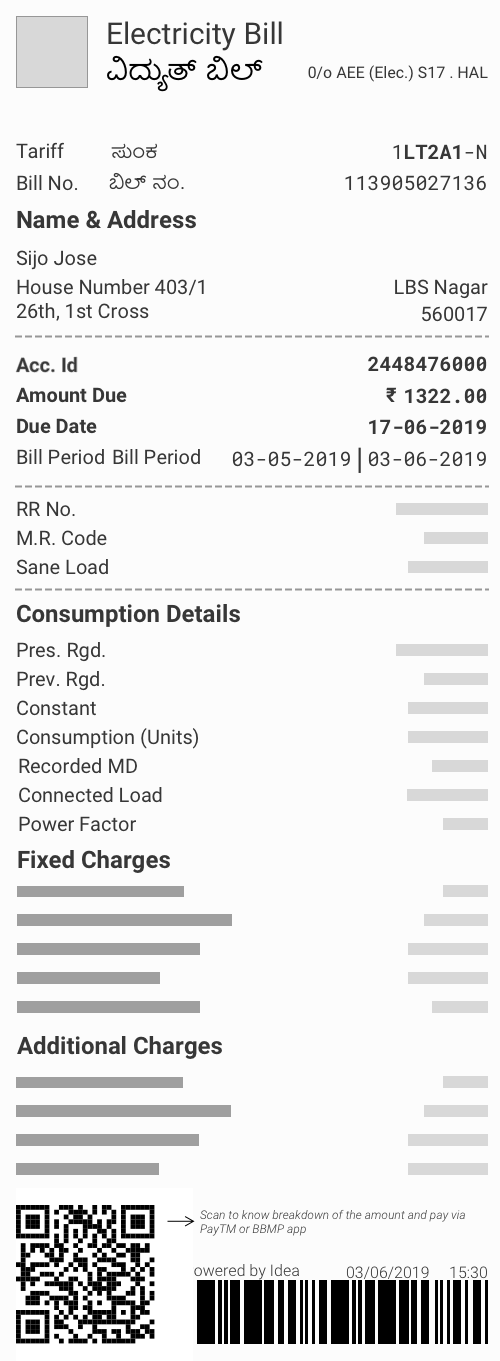 Electricity Bill
ವಿದ್ಯುತ್ ಬಿಲ್
0/o AEE (Elec.) S17 . HAL
Tariff ಸುಂಕ 1LT2A1-N
Bill No. ಬಿಲ್ ನಂ. 113905027136
Name & Address
Sijo Jose
House Number 403/1 LBS Nagar
26th, 1st Cross 560017
Acc. Id 2448476000
Amount Due ₹ 1322.00
Due Date 17-06-2019
Bill Period Bill Period 03-05-2019 | 03-06-2019
RR No.
M.R. Code
Sane Load
Consumption Details
Pres. Rgd.
Prev. Rgd.
Constant
Consumption (Units)
Recorded MD
Connected Load
Power Factor
Fixed Charges
Additional Charges
Scan to know breakdown of the amount and pay via
PayTM or BBMP app
owered by Idea 03/06/2019 15:30